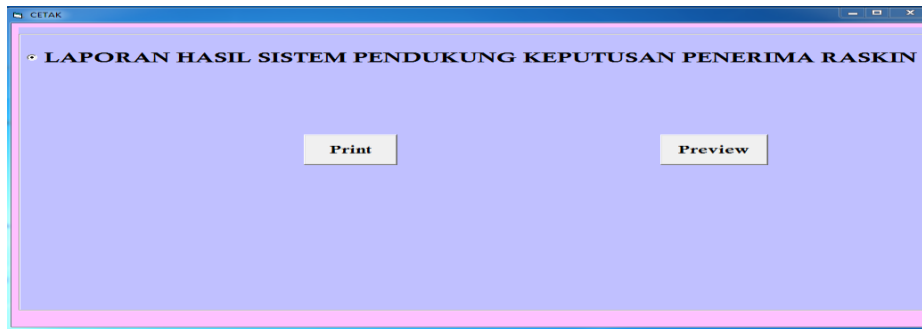 CETAK
LAPORAN HASIL SISTEM PENDUKUNG KEPUTUSAN PENERIMA RASKIN
Print
Preview